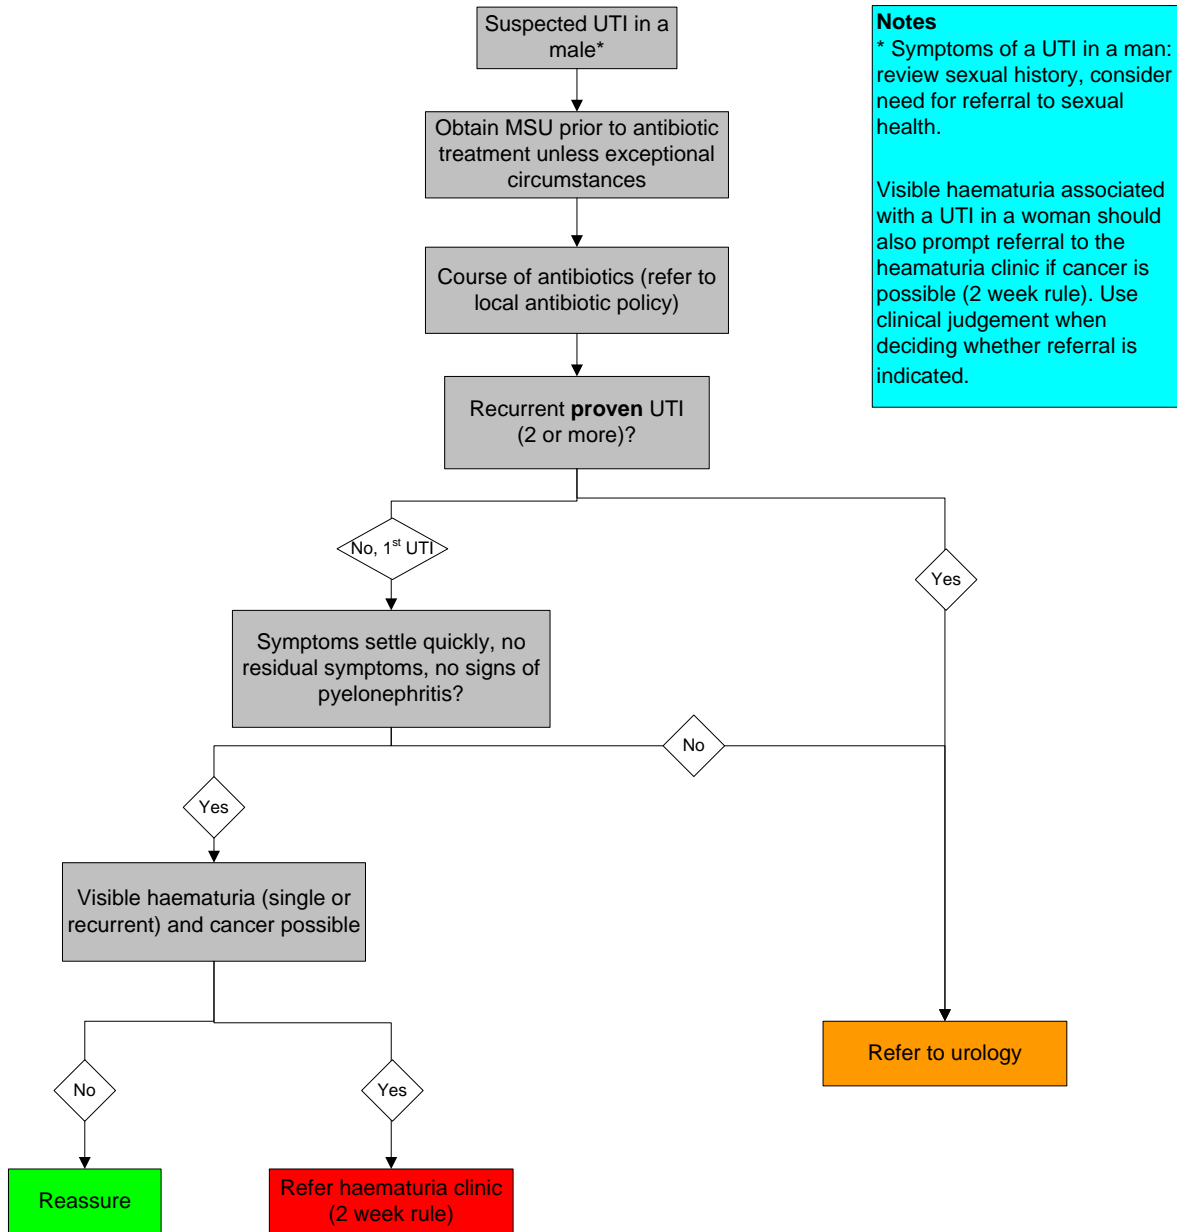 Suspected UTI in a
male*
Notes
* Symptoms of a UTI in a man:
review sexual history, consider
need for referral to sexual
health.
Visible haematuria associated
with a UTI in a woman should
also prompt referral to the
heamaturia clinic if cancer is
possible (2 week rule). Use
clinical judgement when
deciding whether referral is
indicated.
Obtain MSU prior to antibiotic
treatment unless exceptional
circumstances
Course of antibiotics (refer to
local antibiotic policy)
Recurrent proven UTI
(2 or more)?
No, 1st UTI
Yes
Symptoms settle quickly, no
residual symptoms, no signs of
pyelonephritis?
No
Yes
Visible haematuria (single or
recurrent) and cancer possible
Refer to urology
No
Yes
Reassure
Refer haematuria clinic
(2 week rule)